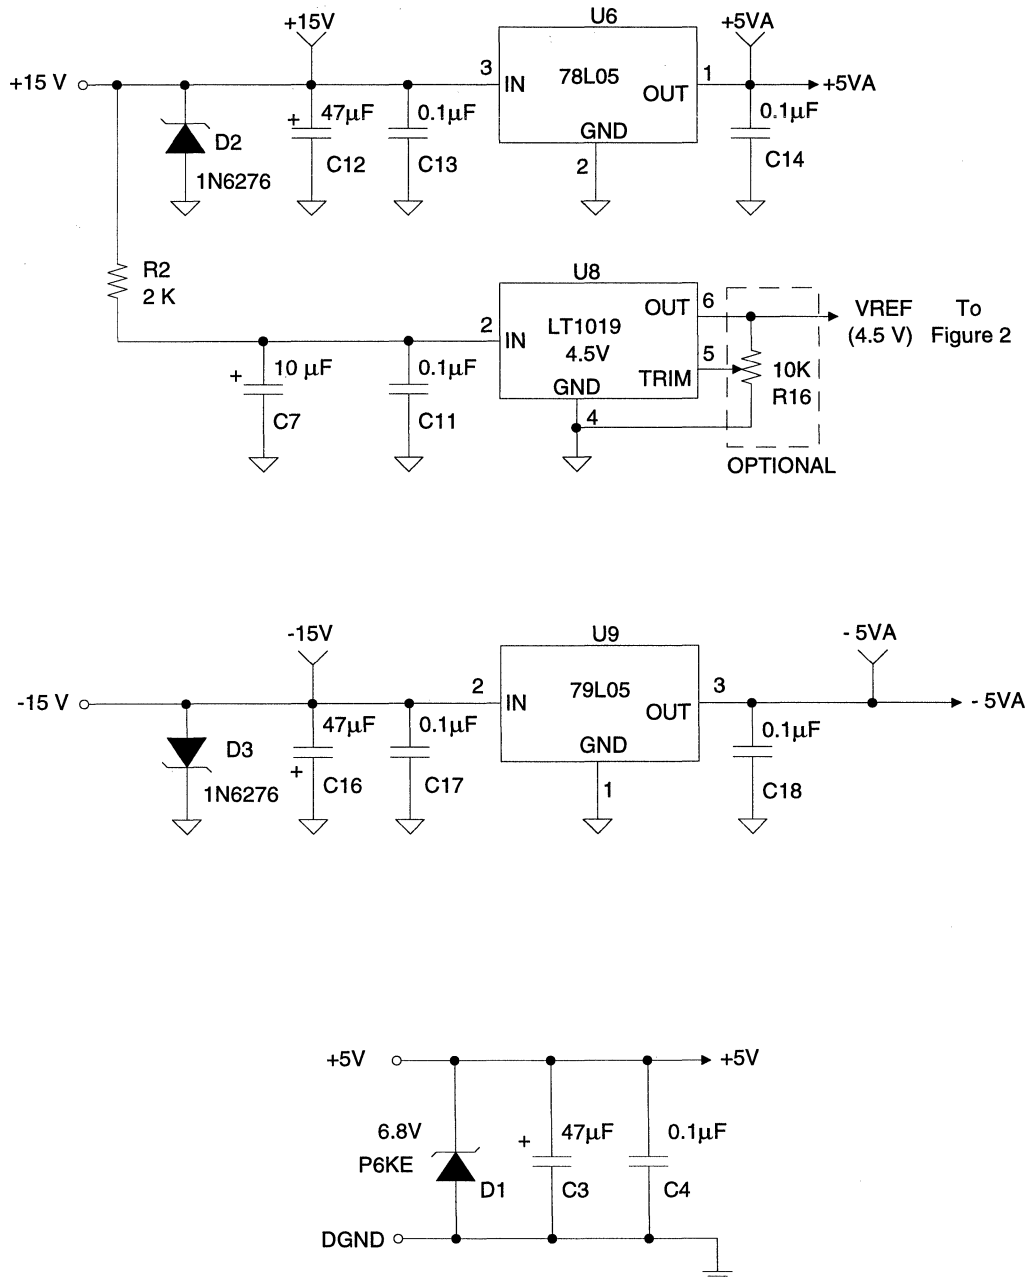 +15V
U6
+5VA
+15 V
3
IN
78L05
OUT
1
+5VA
+
47µF
0.1µF
GND
0.1µF
D2
C12
C13
2
C14
1N6276
R2
2 K
U8
2
IN
LT1019
4.5V
OUT
6
VREF
(4.5 V)
To
Figure 2
+
10 µF
0.1µF
GND
TRIM
5
10K
R16
C7
C11
4
OPTIONAL
-15V
U9
- 5VA
-15 V
2
IN
79L05
OUT
3
- 5VA
47µF
0.1µF
GND
0.1µF
D3
+
C16
C17
1
C18
1N6276
+5V
+5V
6.8V
P6KE
+
47µF
0.1µF
D1
C3
C4
DGND